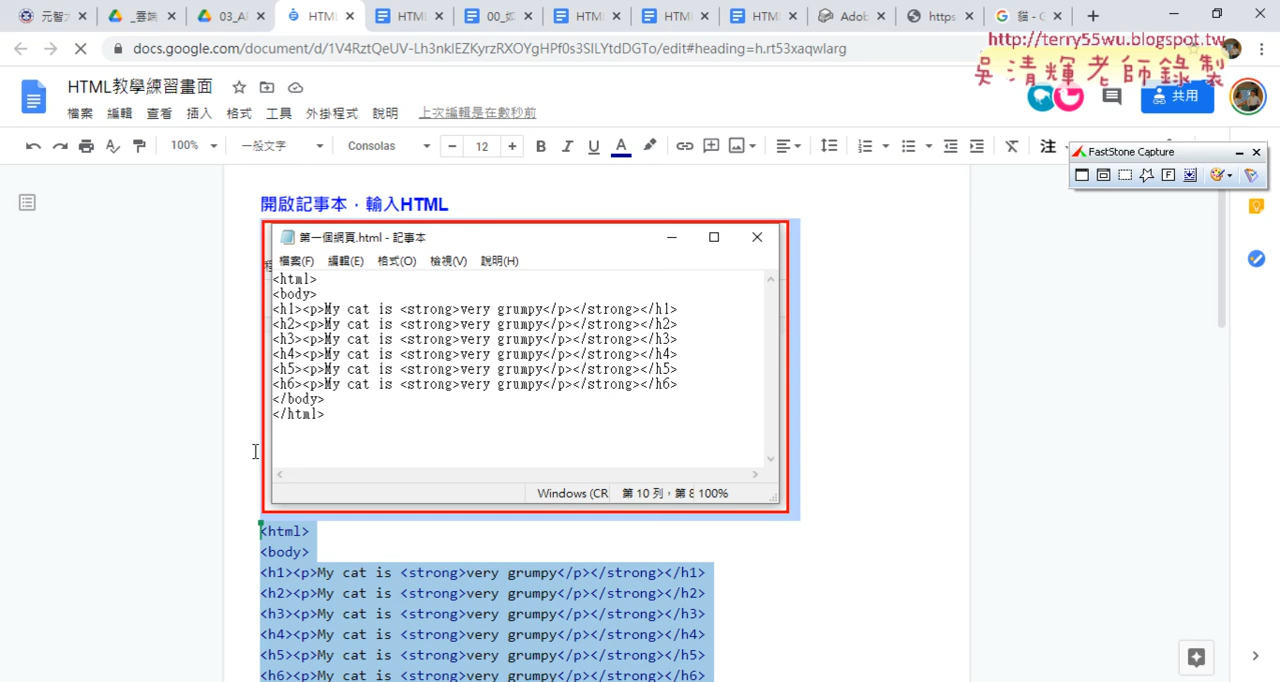 元智大
_雲端
03_AI
HTML
HTML
00_如
HTML
HTML
HTML
Adob
https
貓 - G
docs.google.com/document/d/1V4RztQeUV-Lh3nklEZKyrzRXOYgHPf0s3SILYtdDGTo/edit#heading=h.rt53xaqwlarg
http://terry55wu.blogspot.tw
吳清輝老師錄製
HTML教學練習畫面
檔案 編輯 查看 插入 格式 工具 外掛程式 說明 上次編輯是在數秒前
共用
100% 一般文字 Consolas 12 B I U A 注
FastStone Capture
開啟記事本，輸入HTML
第一個網頁.html - 記事本
檔案(F) 編輯(E) 格式(O) 檢視(V) 說明(H)
<html>
<body>
<h1><p>My cat is <strong>very grumpy</p></strong></h1>
<h2><p>My cat is <strong>very grumpy</p></strong></h2>
<h3><p>My cat is <strong>very grumpy</p></strong></h3>
<h4><p>My cat is <strong>very grumpy</p></strong></h4>
<h5><p>My cat is <strong>very grumpy</p></strong></h5>
<h6><p>My cat is <strong>very grumpy</p></strong></h6>
</body>
</html>
Windows (CR 第 10 列，第 8 100%
<html>
<body>
<h1><p>My cat is <strong>very grumpy</p></strong></h1>
<h2><p>My cat is <strong>very grumpy</p></strong></h2>
<h3><p>My cat is <strong>very grumpy</p></strong></h3>
<h4><p>My cat is <strong>very grumpy</p></strong></h4>
<h5><p>My cat is <strong>very grumpy</p></strong></h5>
<h6><p>My cat is <strong>very grumpy</p></strong></h6>